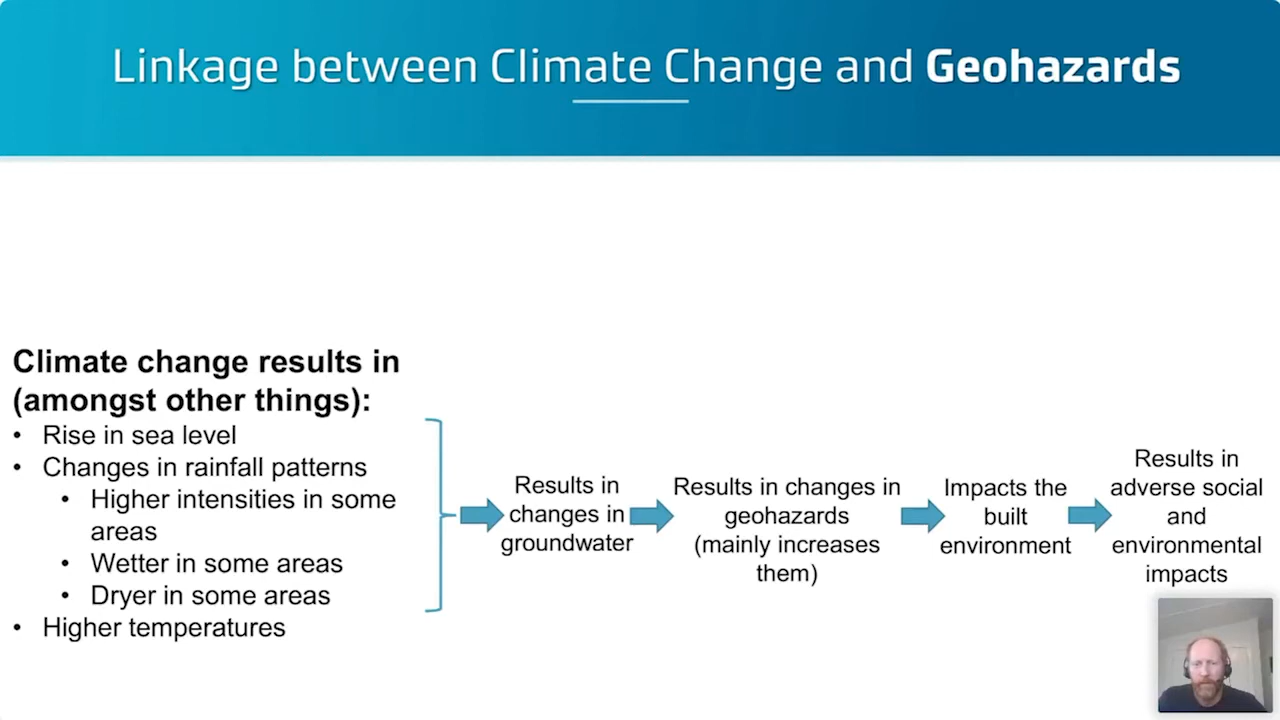 Linkage between Climate Change and Geohazards
Climate change results in
(amongst other things):
• Rise in sea level
• Changes in rainfall patterns
• Higher intensities in some
areas
• Wetter in some areas
• Dryer in some areas
• Higher temperatures
Results in
changes in
groundwater
Results in changes in
geohazards
(mainly increases
them)
Impacts the
built
environment
Results in
adverse social
and
environmental
impacts